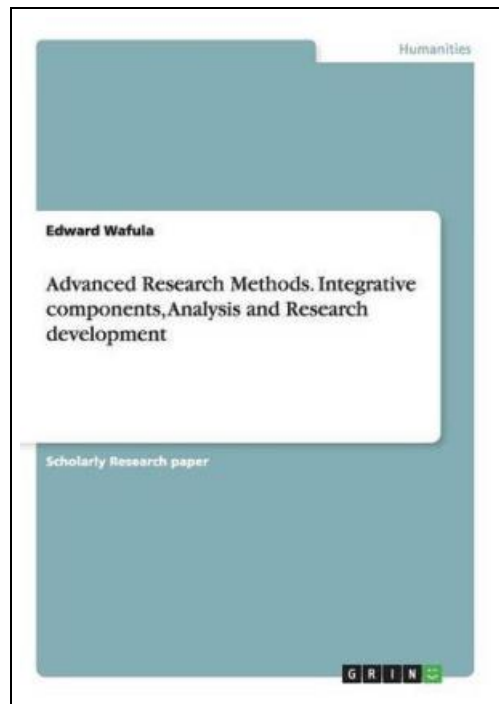 Humanities
Edward Wafula
Advanced Research Methods. Integrative
components, Analysis and Research
development
Scholarly Research paper
GRIN